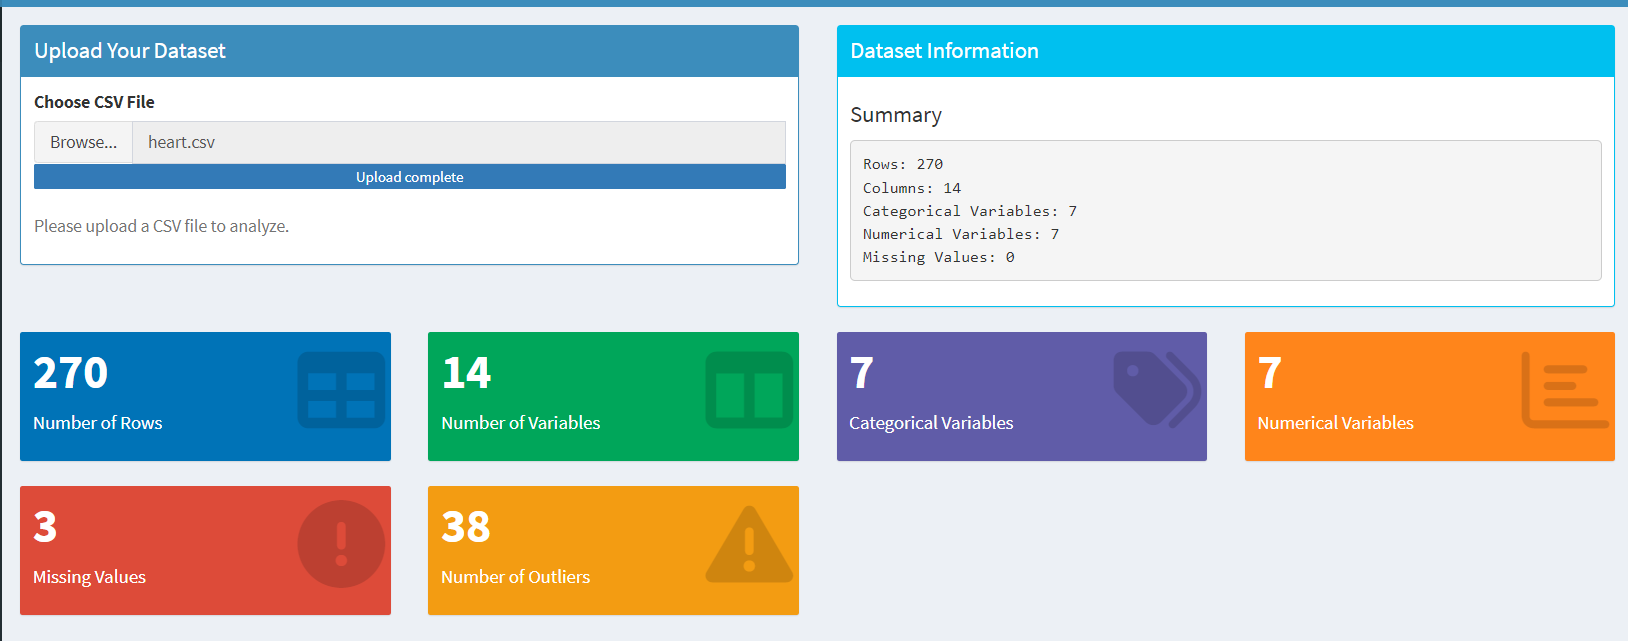 Upload Your Dataset
Choose CSV File
Browse...
heart.csv
Upload complete
Please upload a CSV file to analyze.
Dataset Information
Summary
Rows: 270
Columns: 14
Categorical Variables: 7
Numerical Variables: 7
Missing Values: 0
270
Number of Rows
14
Number of Variables
7
Categorical Variables
7
Numerical Variables
3
Missing Values
38
Number of Outliers